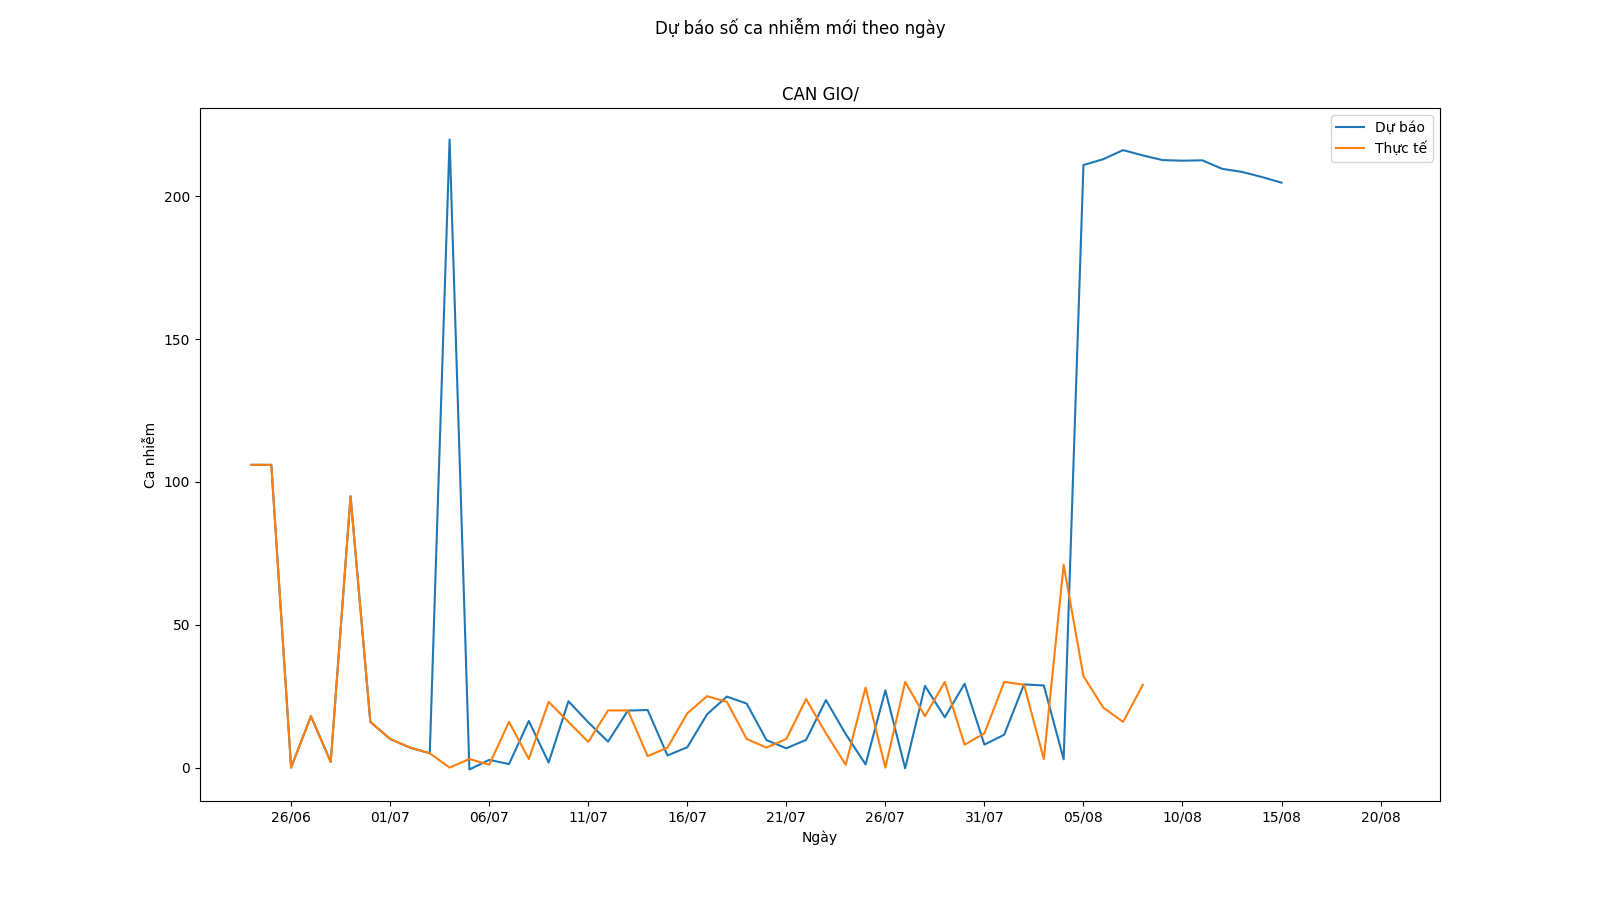 Dự báo số ca nhiễm mới theo ngày
CAN GIO/
Dự báo
Thực tế
Ca nhiễm
200
150
100
50
0
26/06 01/07 06/07 11/07 16/07 21/07 26/07 31/07 05/08 10/08 15/08 20/08
Ngày